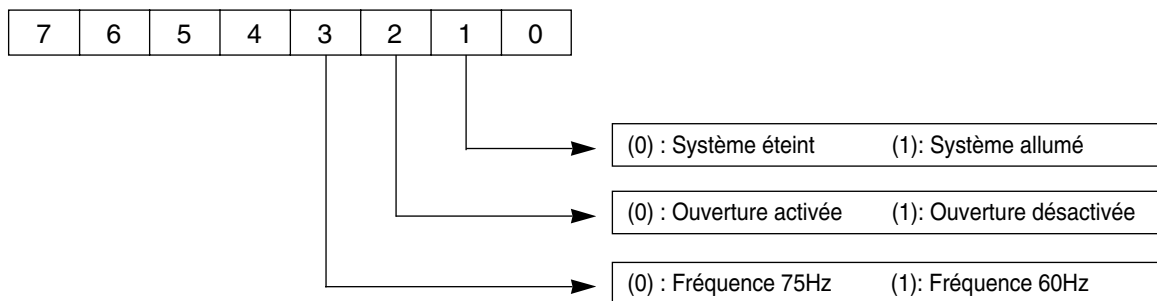 7 6 5 4 3 2 1 0
(0) : Système éteint (1): Système allumé
(0) : Ouverture activée (1): Ouverture désactivée
(0) : Fréquence 75Hz (1): Fréquence 60Hz